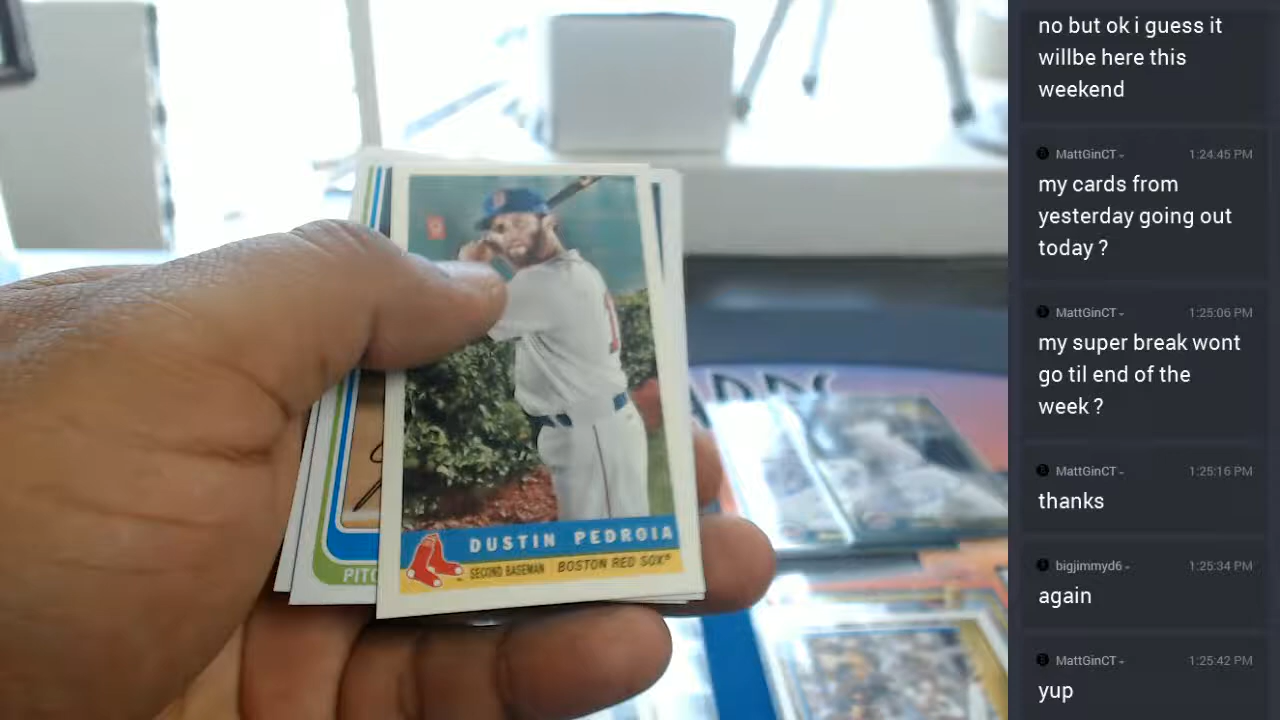 DUSTIN PEDROIA
SECOND BASEMAN BOSTON RED SOX®
PITC
no but ok i guess it
willbe here this
weekend
MattGinCT
1:24:45 PM
my cards from
yesterday going out
today ?
MattGinCT
1:25:06 PM
my super break wont
go til end of the
week ?
MattGinCT
1:25:16 PM
thanks
bigjimmyd6
1:25:34 PM
again
MattGinCT
1:25:42 PM
yup